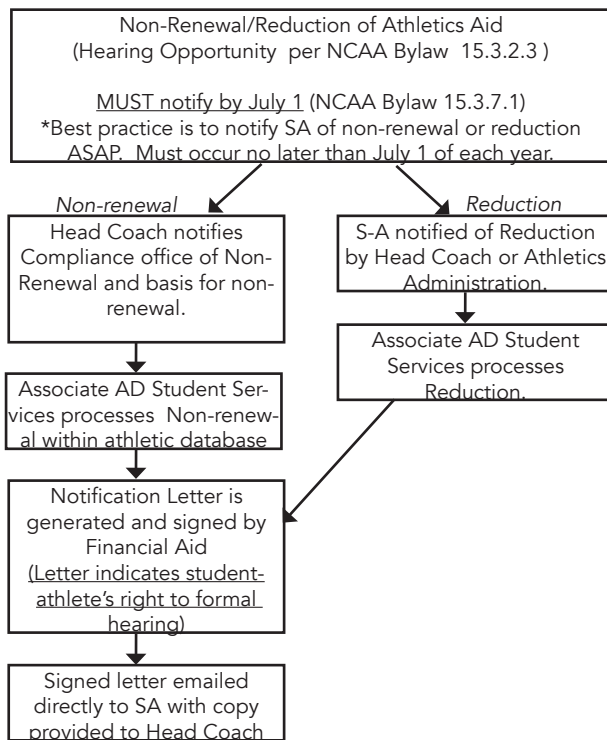 Non-Renewal/Reduction of Athletics Aid
(Hearing Opportunity per NCAA Bylaw 15.3.2.3 )
MUST notify by July 1 (NCAA Bylaw 15.3.7.1)
*Best practice is to notify SA of non-renewal or reduction
ASAP. Must occur no later than July 1 of each year.
Non-renewal
Head Coach notifies
Compliance office of Non-
Renewal and basis for non-
renewal.
Reduction
S-A notified of Reduction
by Head Coach or Athletics
Administration.
Associate AD Student
Services processes
Reduction.
Associate AD Student Ser-
vices processes Non-renew-
al within athletic database
Notification Letter is
generated and signed by
Financial Aid
(Letter indicates student-
athlete's right to formal
hearing)
Signed letter emailed
directly to SA with copy
provided to Head Coach